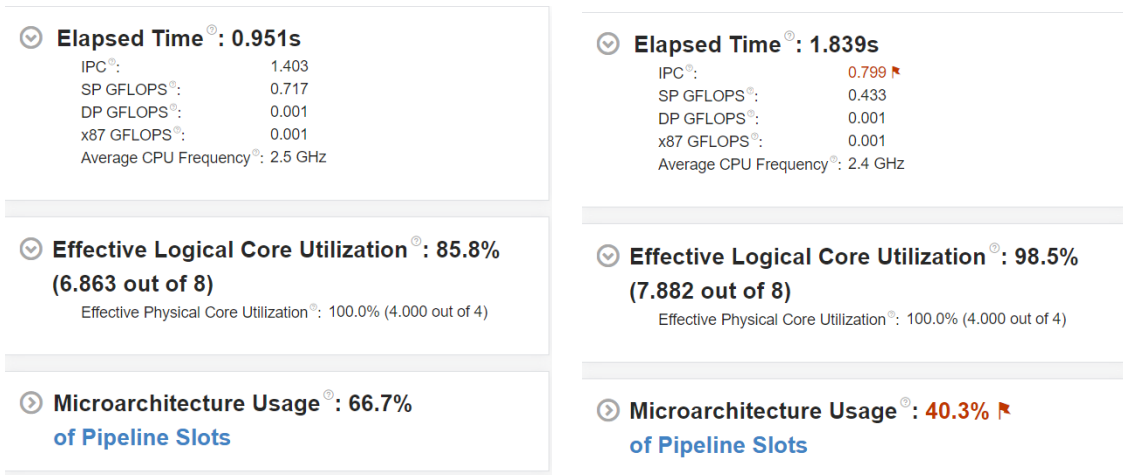 Elapsed Time: 0.951s
IPC: 1.403
SP GFLOPS: 0.717
DP GFLOPS: 0.001
x87 GFLOPS: 0.001
Average CPU Frequency: 2.5 GHz
Effective Logical Core Utilization: 85.8%
(6.863 out of 8)
Effective Physical Core Utilization: 100.0% (4.000 out of 4)
Microarchitecture Usage: 66.7%
of Pipeline Slots
Elapsed Time: 1.839s
IPC: 0.799
SP GFLOPS: 0.433
DP GFLOPS: 0.001
x87 GFLOPS: 0.001
Average CPU Frequency: 2.4 GHz
Effective Logical Core Utilization: 98.5%
(7.882 out of 8)
Effective Physical Core Utilization: 100.0% (4.000 out of 4)
Microarchitecture Usage: 40.3%
of Pipeline Slots